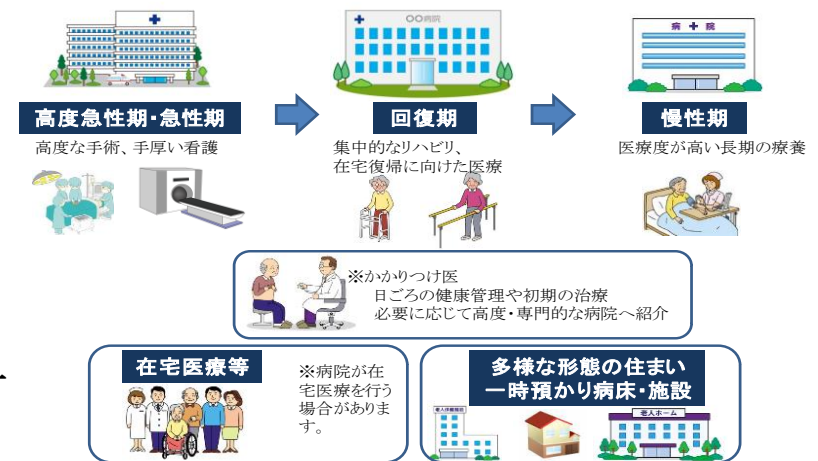 〇〇病院
病 院
高度急性期・急性期
回復期
慢性期
高度な手術、手厚い看護
集中的なリハビリ、
在宅復帰に向けた医療
医療度が高い長期の療養
※かかりつけ医
日ごろの健康管理や初期の治療
必要に応じて高度・専門的な病院へ紹介
在宅医療等
※病院が在
宅医療を行う
場合がありま
す。
多様な形態の住まい
一時預かり病床・施設
老人ホーム